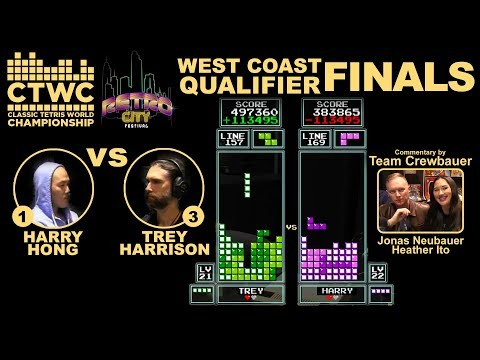 CTWC
CLASSIC TETRIS WORLD
CHAMPIONSHIP
RETRO
CITY
FESTIVAL
WEST COAST
QUALIFIER
FINALS
VS
1
3
HARRY
HONG
TREY
HARRISON
SCORE
497360
+113495
LINE
157
SCORE
383865
-113495
LINE
169
VS
LV
21
LV
22
TREY
HARRY
Commentary by
Team Crewbauer
Jonas Neubauer
Heather Ito